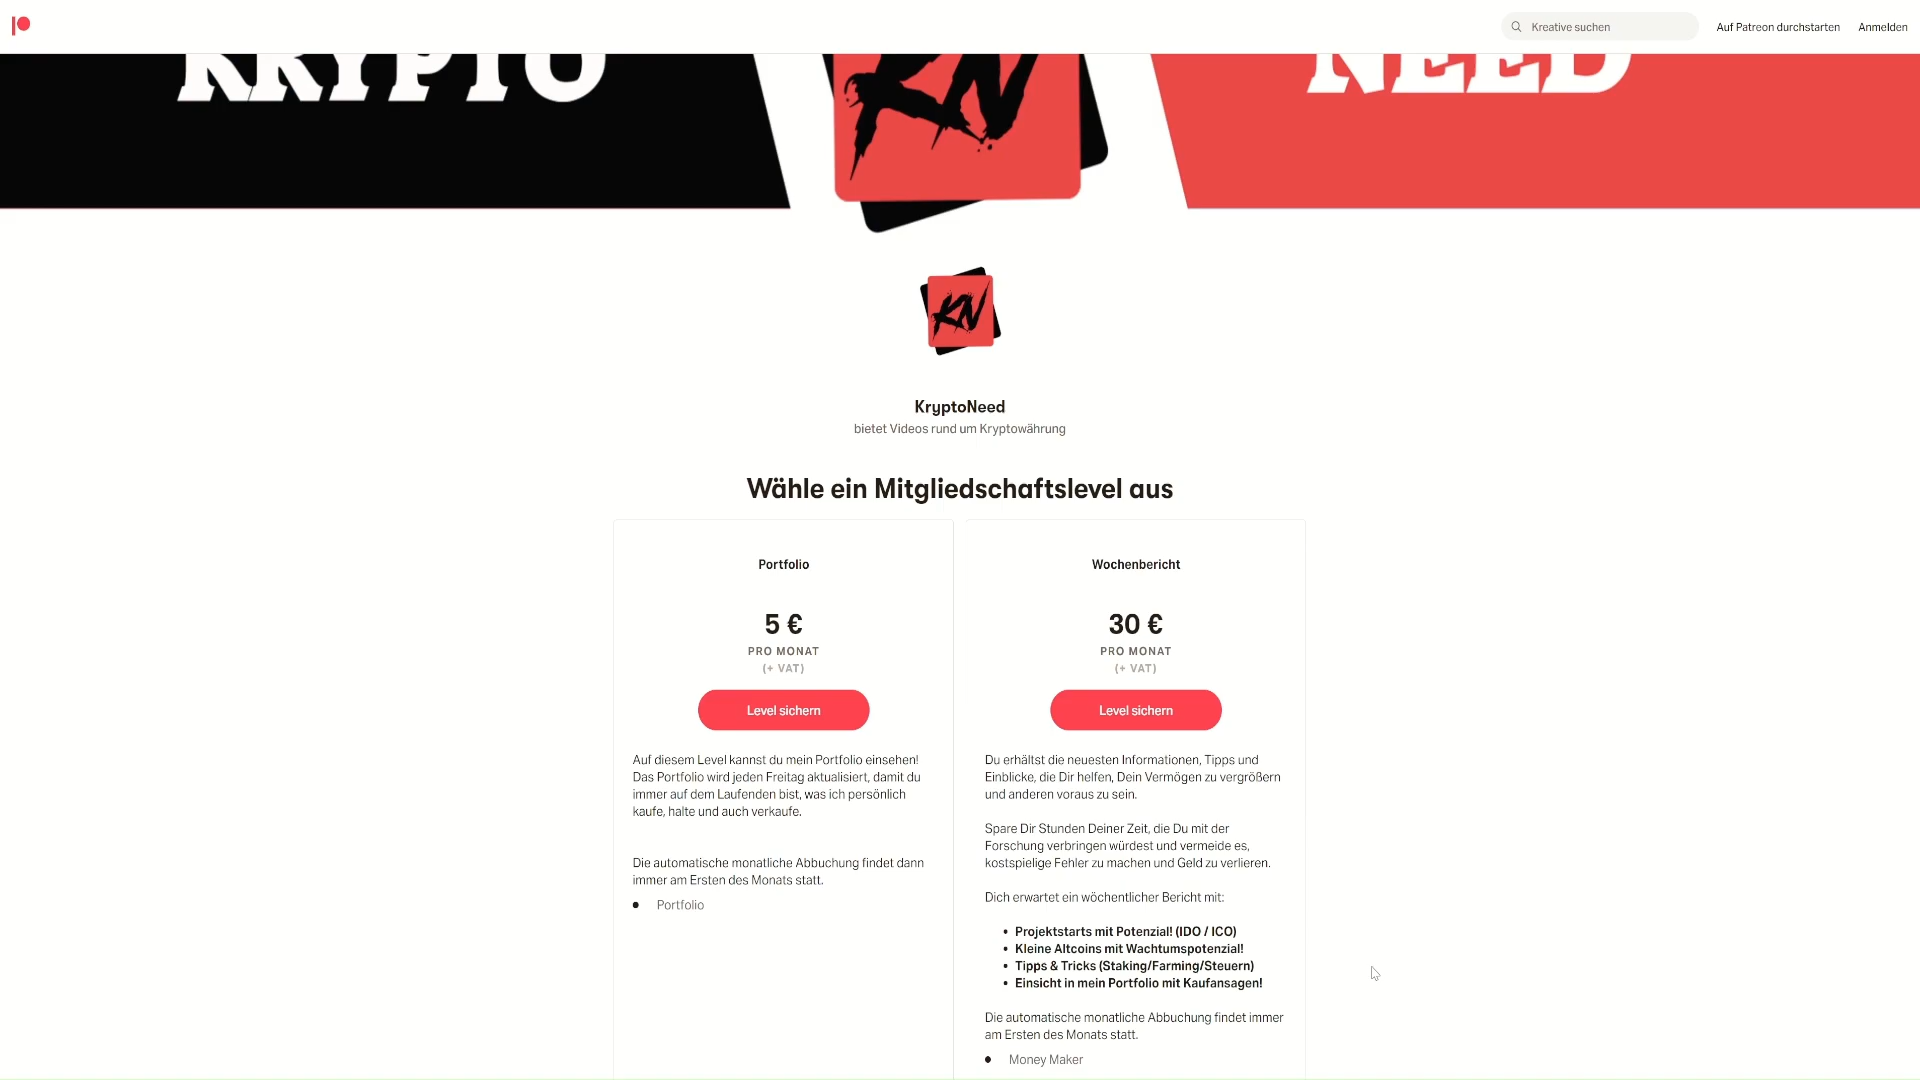 Kreative suchen
Auf Patreon durchstarten
Anmelden
KRYPTO
KN
NEED
KN
KryptoNeed
bietet Videos rund um Kryptowährung
Wähle ein Mitgliedschaftslevel aus
Portfolio
5 €
PRO MONAT
(+ VAT)
Level sichern
Auf diesem Level kannst du mein Portfolio einsehen!
Das Portfolio wird jeden Freitag aktualisiert, damit du
immer auf dem Laufenden bist, was ich persönlich
kaufe, halte und auch verkaufe.
Die automatische monatliche Abbuchung findet dann
immer am Ersten des Monats statt.
• Portfolio
Wochenbericht
30 €
PRO MONAT
(+ VAT)
Level sichern
Du erhältst die neuesten Informationen, Tipps und
Einblicke, die Dir helfen, Dein Vermögen zu vergrößern
und anderen voraus zu sein.
Spare Dir Stunden Deiner Zeit, die Du mit der
Forschung verbringen würdest und vermeide es,
kostspielige Fehler zu machen und Geld zu verlieren.
Dich erwartet ein wöchentlicher Bericht mit:
• Projektstarts mit Potenzial! (IDO / ICO)
• Kleine Altcoins mit Wachtumspotenzial!
• Tipps & Tricks (Staking/Farming/Steuern)
• Einsicht in mein Portfolio mit Kaufansagen!
Die automatische monatliche Abbuchung findet immer
am Ersten des Monats statt.
• Money Maker